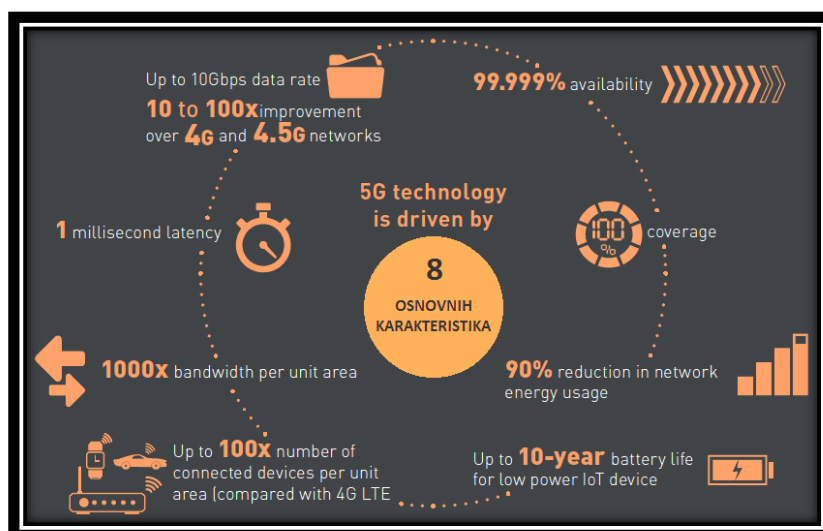 Up to 10Gbps data rate
10 to 100x improvement
over 4G and 4.5G networks
99.999% availability
5G technology
is driven by
8
OSNOVNIH
KARAKTERISTIKA
1 millisecond latency
100
%
coverage
1000x bandwidth per unit area
90% reduction in network
energy usage
Up to 100x number of
connected devices per unit
area (compared with 4G LTE
Up to 10-year battery life
for low power IoT device